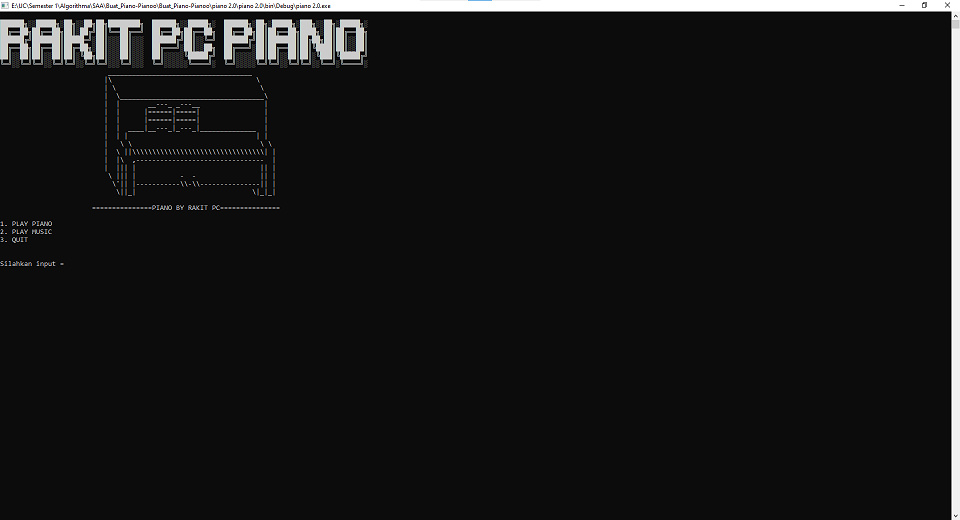 E:\UC\Semester 1\Algorithma\SAA\Buat_Piano-Pianoo\Buat_Piano-Pianoo\piano 2.0\piano 2.0\bin\Debug\piano 2.0.exe
RAKIT PC PIANO
===============PIANO BY RAKIT PC===============
1. PLAY PIANO
2. PLAY MUSIC
3. QUIT
Silahkan input =